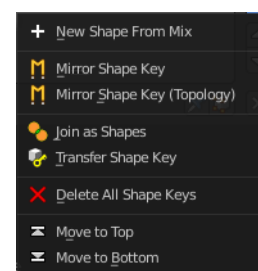 New Shape From Mix
Mirror Shape Key
Mirror Shape Key (Topology)
Join as Shapes
Transfer Shape Key
Delete All Shape Keys
Move to Top
Move to Bottom